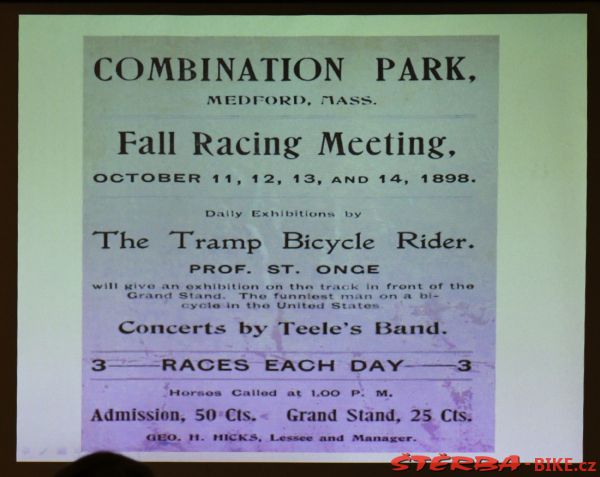 COMBINATION PARK,
MEDFORD, MASS.
Fall Racing Meeting,
OCTOBER 11, 12, 13, AND 14, 1898.
Daily Exhibitions by
The Tramp Bicycle Rider.
PROF. ST. ONGE
will give an exhibition on the track in front of the
Grand Stand. The funniest man on a bi-
cycle in the United States.
Concerts by Teele's Band.
3——RACES EACH DAY——3
Horses Called at 1.00 P. M.
Admission, 50 Cts. Grand Stand, 25 Cts.
GEO. H. HICKS, Lessee and Manager.
ŠTĚRBA-BIKE.cz